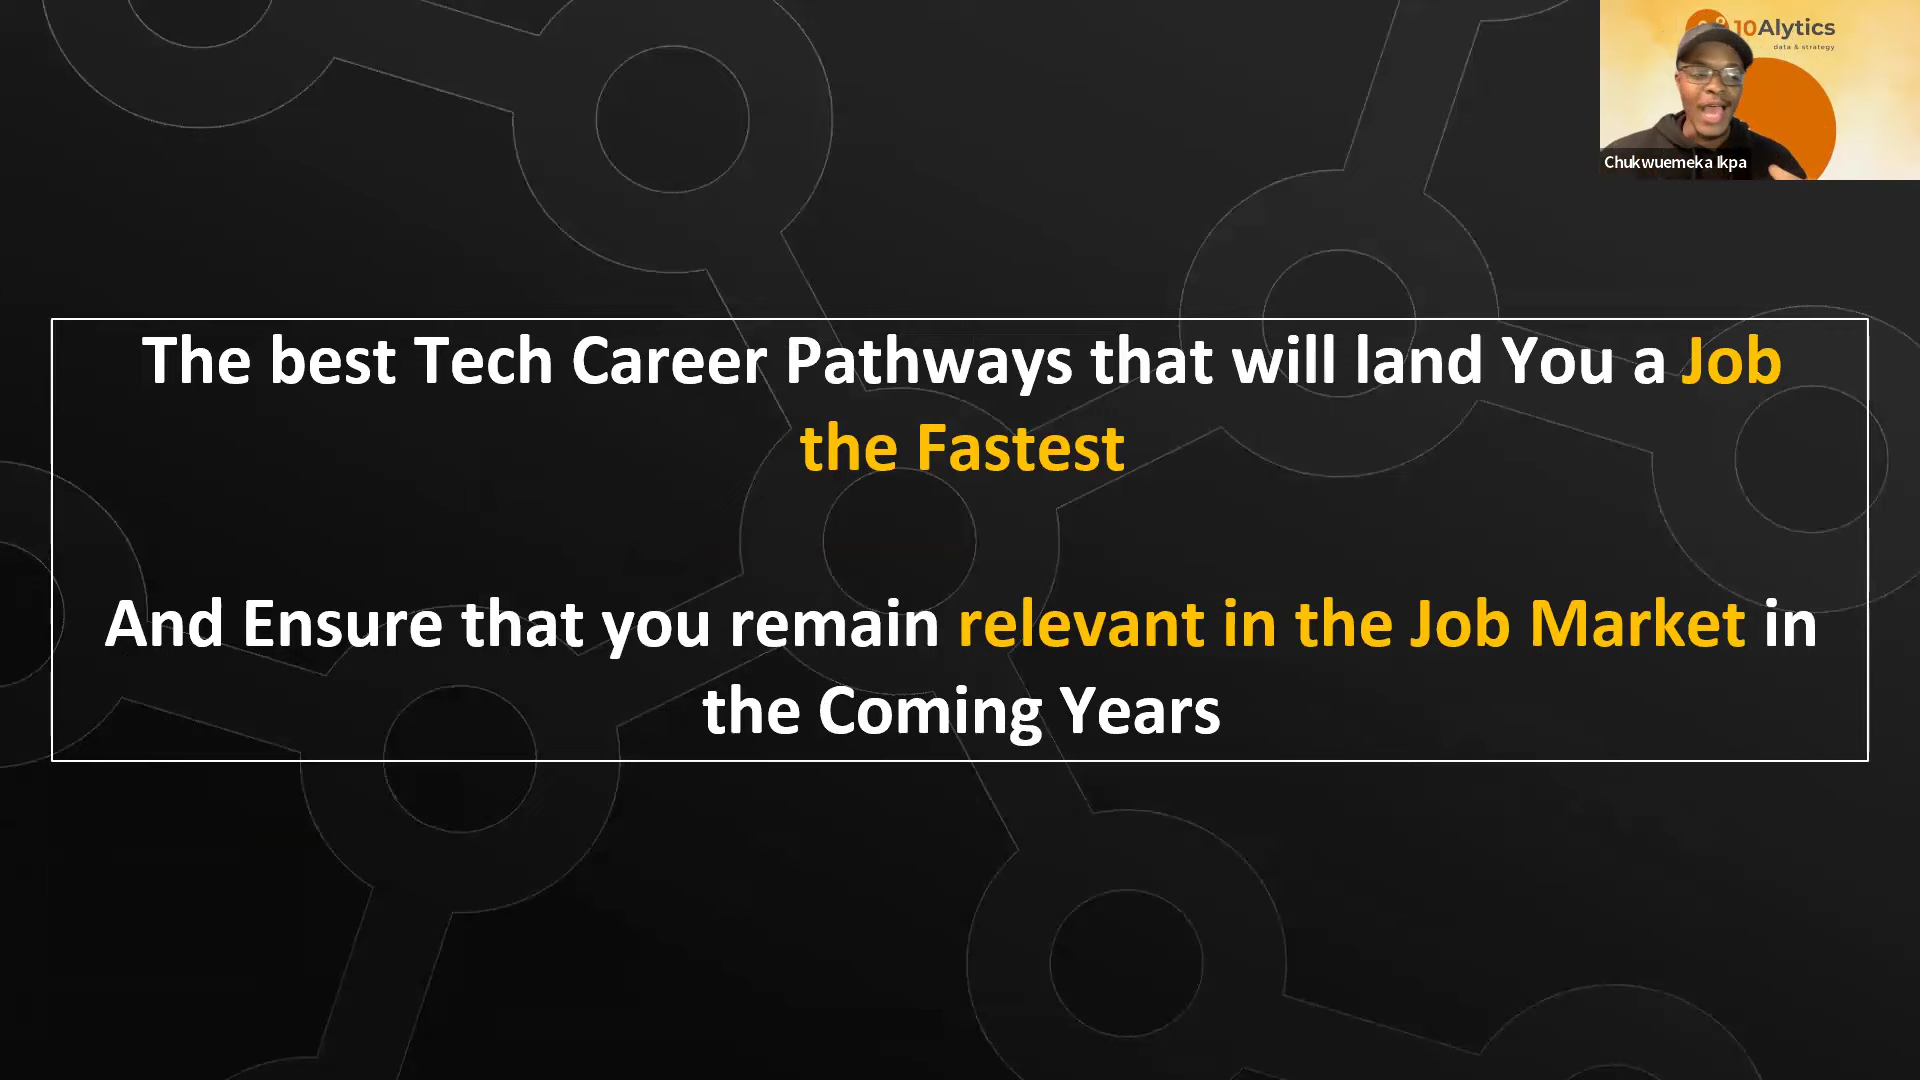 10Alytics
data & strategy
Chukwuemeka Ikpa
The best Tech Career Pathways that will land You a Job
the Fastest
And Ensure that you remain relevant in the Job Market in
the Coming Years